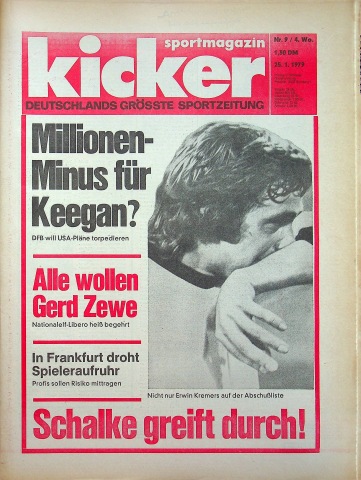 sportmagazin
kicker
DEUTSCHLANDS GRÖSSTE SPORTZEITUNG
Nr. 9 / 4. Wo.
1,50 DM
25. 1. 1979
Millionen-
Minus für
Keegan?
DFB will USA-Pläne torpedieren
Alle wollen
Gerd Zewe
Nationalelf-Libero heiß begehrt
In Frankfurt droht
Spieleraufruhr
Profis sollen Risiko mittragen
Nicht nur Erwin Kremers auf der Abschußliste
Schalke greift durch!